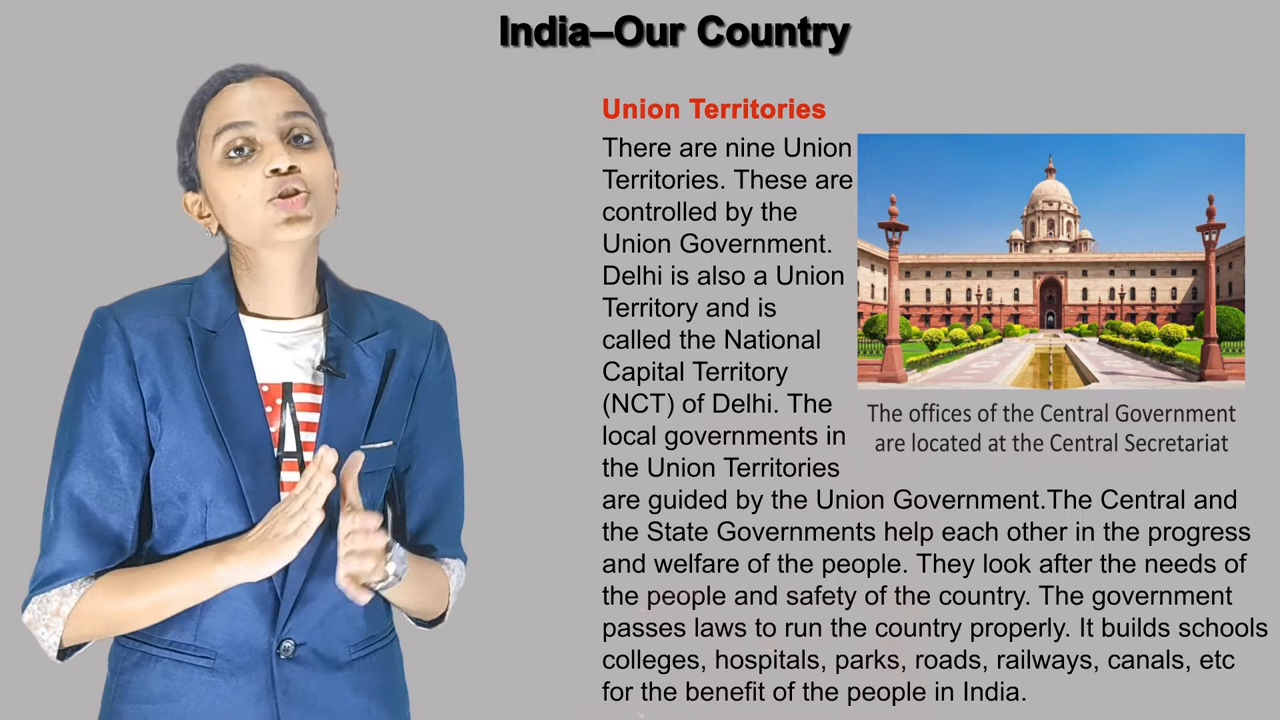 India–Our Country
Union Territories
There are nine Union
Territories. These are
controlled by the
Union Government.
Delhi is also a Union
Territory and is
called the National
Capital Territory
(NCT) of Delhi. The
local governments in
the Union Territories
are guided by the Union Government.The Central and
the State Governments help each other in the progress
and welfare of the people. They look after the needs of
the people and safety of the country. The government
passes laws to run the country properly. It builds schools
colleges, hospitals, parks, roads, railways, canals, etc
for the benefit of the people in India.
The offices of the Central Government
are located at the Central Secretariat
A